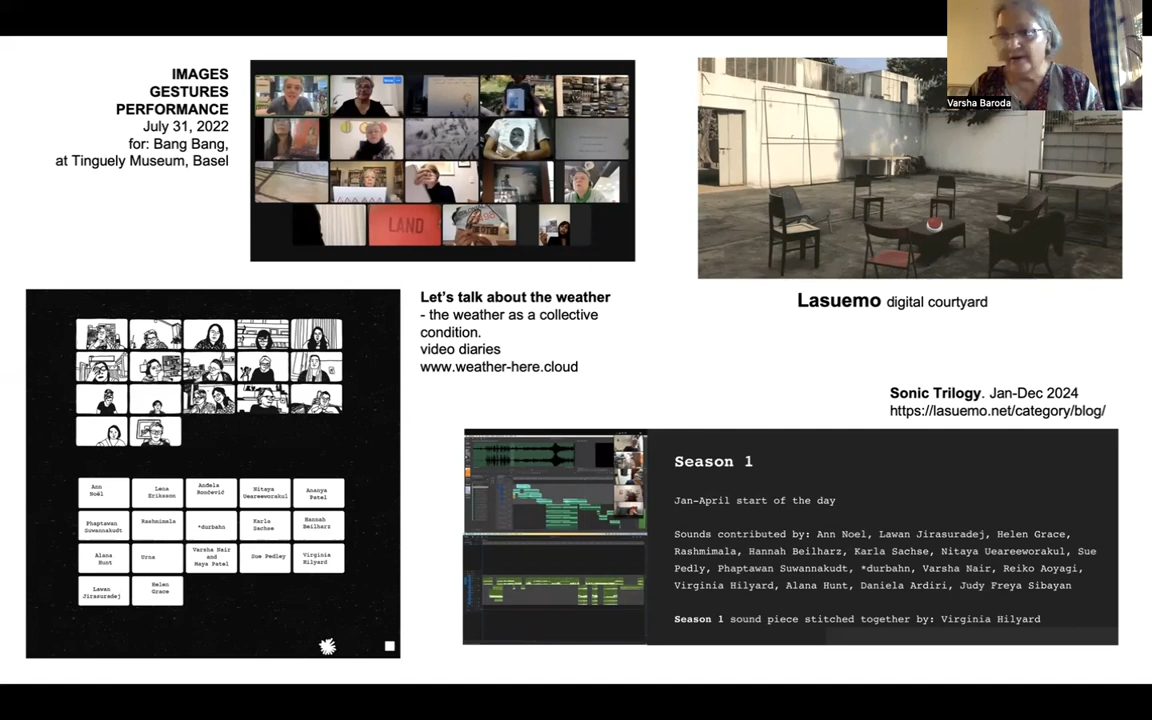 Varsha Baroda
IMAGES
GESTURES
PERFORMANCE
July 31, 2022
for: Bang Bang,
at Tinguely Museum, Basel
LAND
Lasuemo digital courtyard
Let's talk about the weather
- the weather as a collective
condition.
video diaries
www.weather-here.cloud
Sonic Trilogy. Jan-Dec 2024
https://lasuemo.net/category/blog/
Ann
Noël
Lena
Eriksson
Anđela
Rončević
Nitaya
Ueareeworakul
Ananya
Patel
Phaptawan
Suwannakudt
Rashmimala
*durbahn
Karla
Sachse
Hannah
Beilharz
Alana
Hunt
Urna
Varsha Nair
and
Maya Patel
Sue Pedley
Virginia
Hilyard
Lawan
Jirasuradej
Helen
Grace
Season 1
Jan-April start of the day
Sounds contributed by: Ann Noel, Lawan Jirasuradej, Helen Grace,
Rashmimala, Hannah Beilharz, Karla Sachse, Nitaya Ueareeworakul, Sue
Pedly, Phaptawan Suwannakudt, *durbahn, Varsha Nair, Reiko Aoyagi,
Virginia Hilyard, Alana Hunt, Daniela Ardiri, Judy Freya Sibayan
Season 1 sound piece stitched together by: Virginia Hilyard